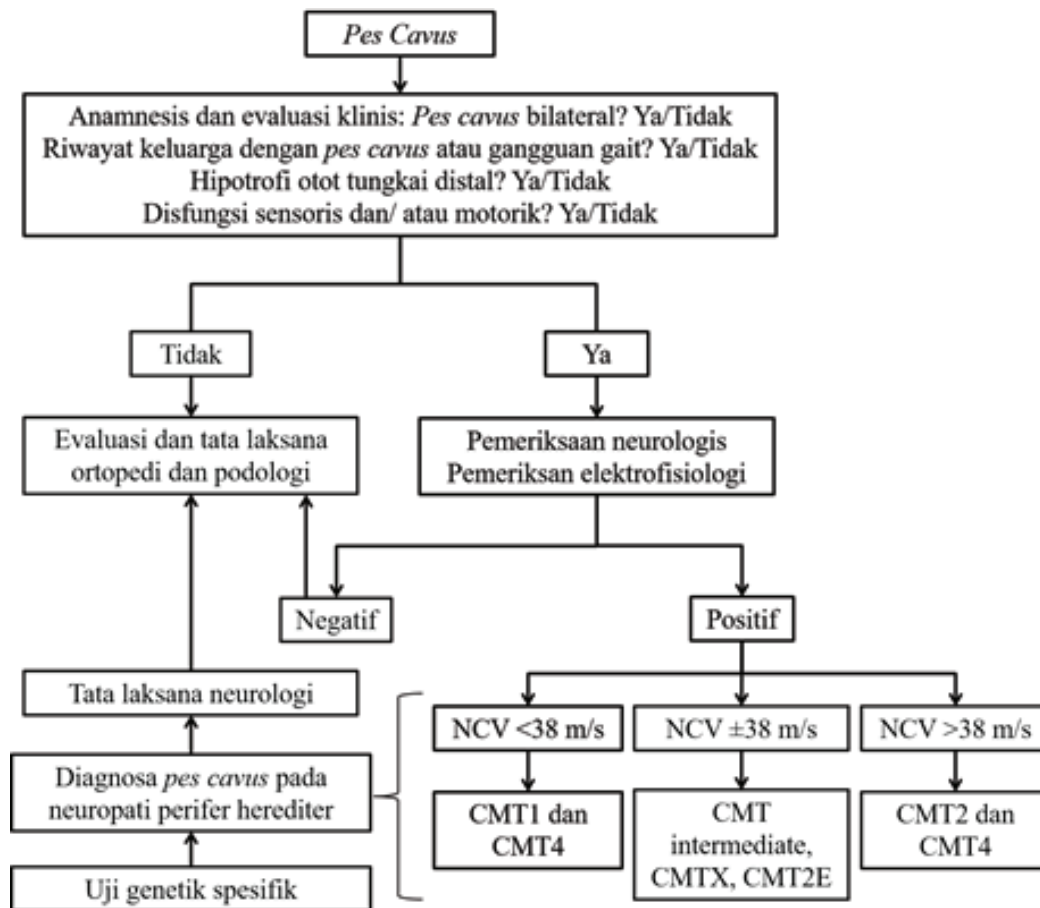 Pes Cavus
Anamnesis dan evaluasi klinis: Pes cavus bilateral? Ya/Tidak
Riwayat keluarga dengan pes cavus atau gangguan gait? Ya/Tidak
Hipotrofi otot tungkai distal? Ya/Tidak
Disfungsi sensoris dan/ atau motorik? Ya/Tidak
Tidak
Ya
Evaluasi dan tata laksana
ortopedi dan podologi
Pemeriksaan neurologis
Pemeriksan elektrofisiologi
Negatif
Positif
Tata laksana neurologi
NCV <38 m/s
NCV ±38 m/s
NCV >38 m/s
Diagnosa pes cavus pada
neuropati perifer herediter
CMT1 dan
CMT4
CMT
intermediate,
CMTX, CMT2E
CMT2 dan
CMT4
Uji genetik spesifik